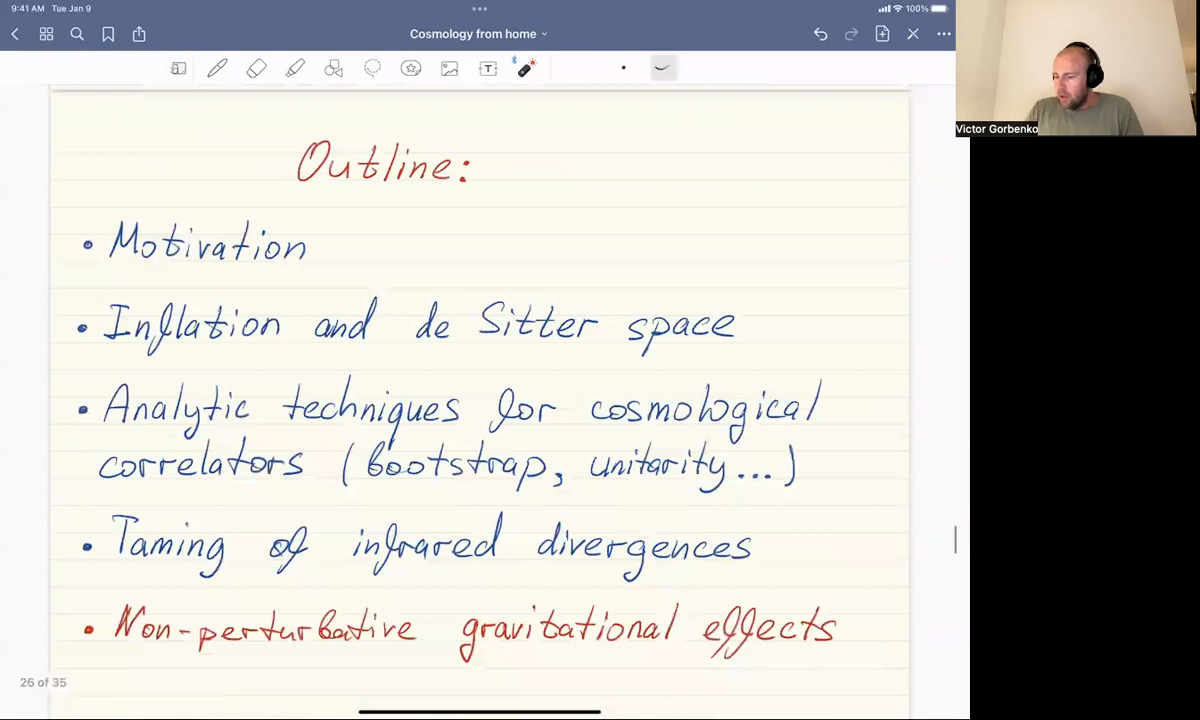 9:41 AM Tue Jan 9
100%
Cosmology from home
Victor Gorbenko
Outline:
• Motivation
• Inflation and de Sitter space
• Analytic techniques for cosmological
correlators (bootstrap, unitarity...)
• Taming of infrared divergences
• Non-perturbative gravitational effects
26 of 35